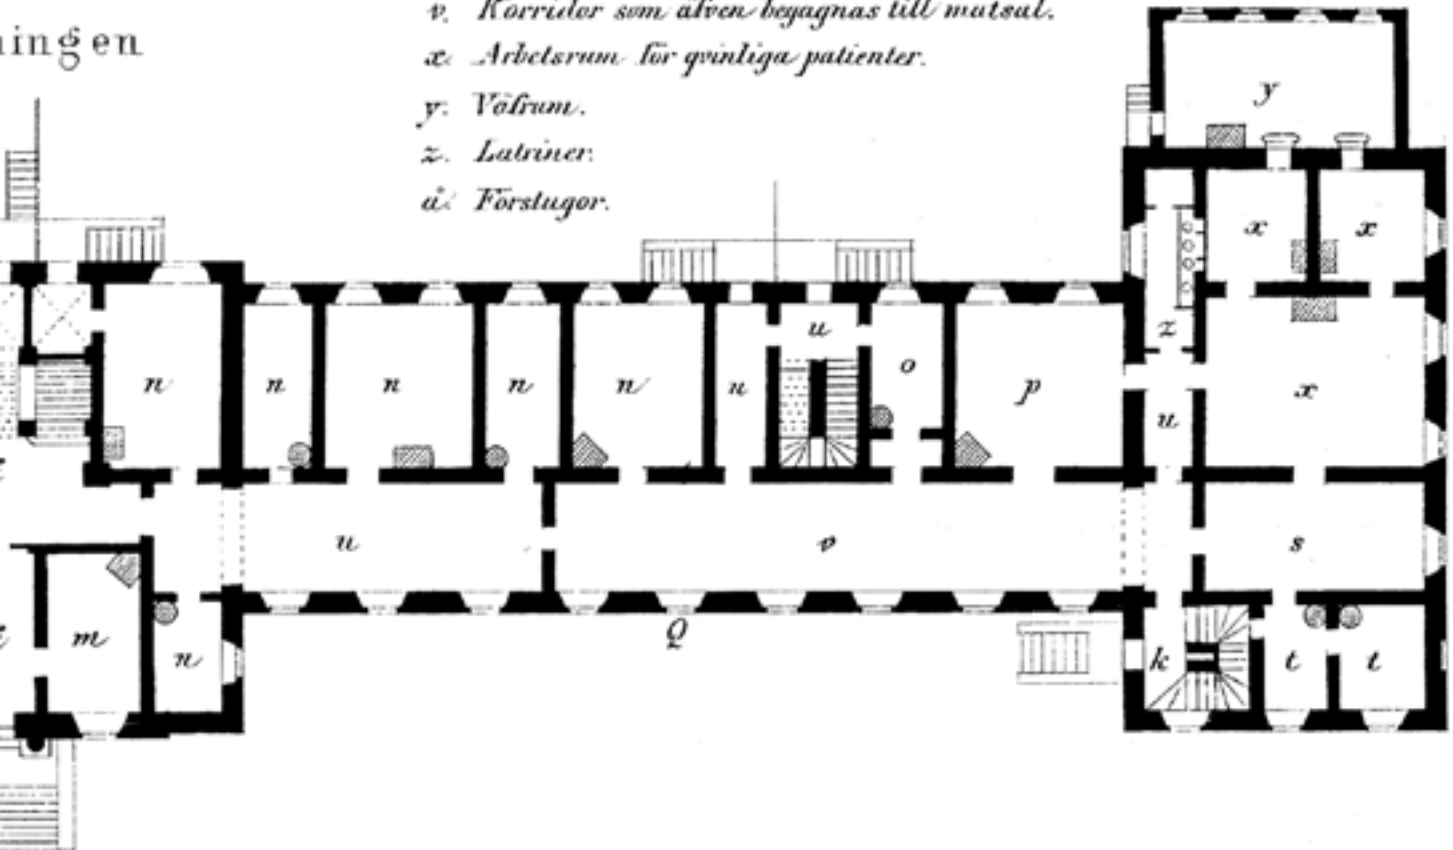 v. Korridor som äfven begagnas till matsal.
ningen
x. Arbetsrum för qvinliga patienter.
y. Väfrum.
z. Latriner.
å. Förstugor.
y
x x
z
u
n n n n n u o p x
u
u v s
Q
m n k t t